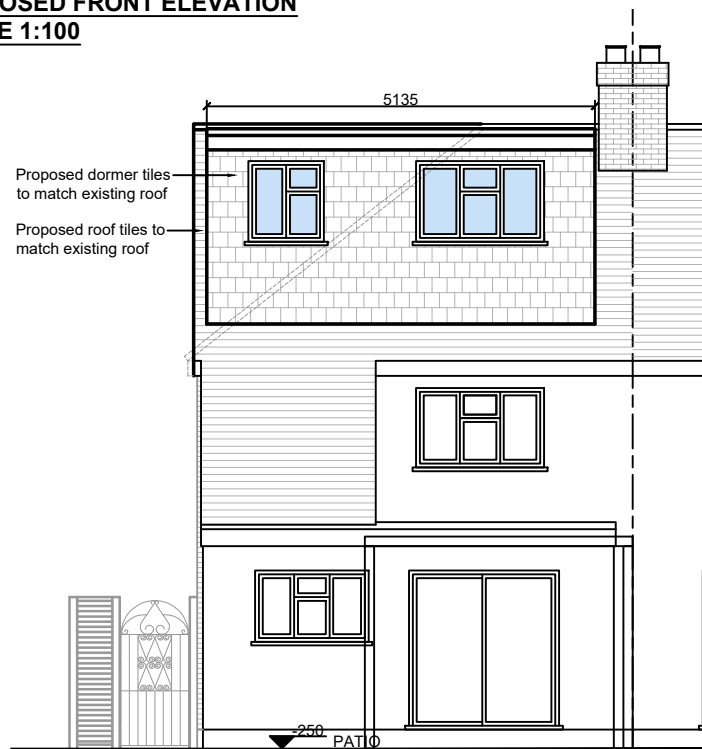 OSED FRONT ELEVATION
E 1:100
5135
Proposed dormer tiles
to match existing roof
Proposed roof tiles to
match existing roof
-250
PATIO